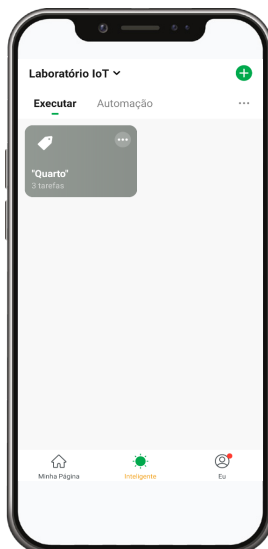 Laboratório IoT
Executar Automação
"Quarto"
3 tarefas
Minha Página Inteligente Eu